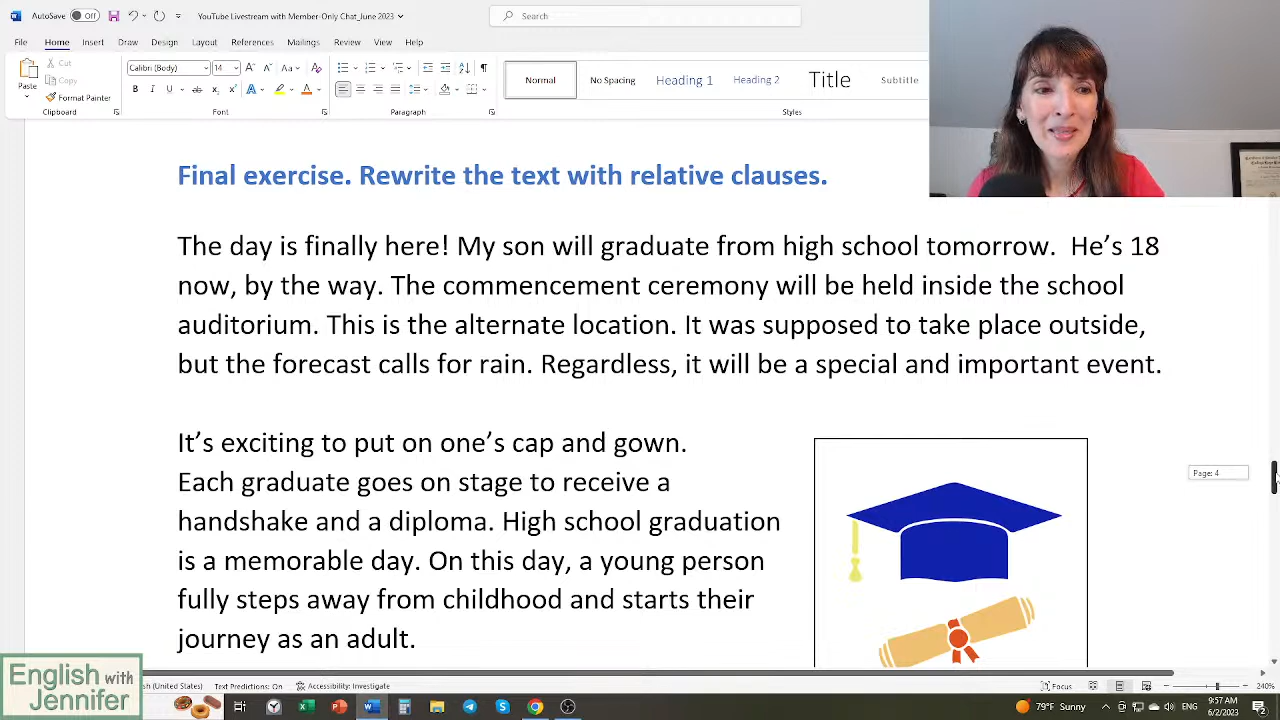 AutoSave Off YouTube Livestream with Member-Only Chat_June 2023 Search
File Home Insert Draw Design Layout References Mailings Review View Help
Paste Cut Copy Format Painter
Calibri (Body) 14
Normal No Spacing Heading 1 Heading 2 Title Subtitle
Clipboard Font Paragraph Styles
Final exercise. Rewrite the text with relative clauses.
The day is finally here! My son will graduate from high school tomorrow.  He’s 18
now, by the way. The commencement ceremony will be held inside the school
auditorium. This is the alternate location. It was supposed to take place outside,
but the forecast calls for rain. Regardless, it will be a special and important event.
It’s exciting to put on one’s cap and gown.
Each graduate goes on stage to receive a
handshake and a diploma. High school graduation
is a memorable day. On this day, a young person
fully steps away from childhood and starts their
journey as an adult.
Page: 4
English with
Jennifer
(United States) Text Predictions: On Accessibility: Investigate Focus 240%
79°F Sunny 9:57 AM
6/2/2023